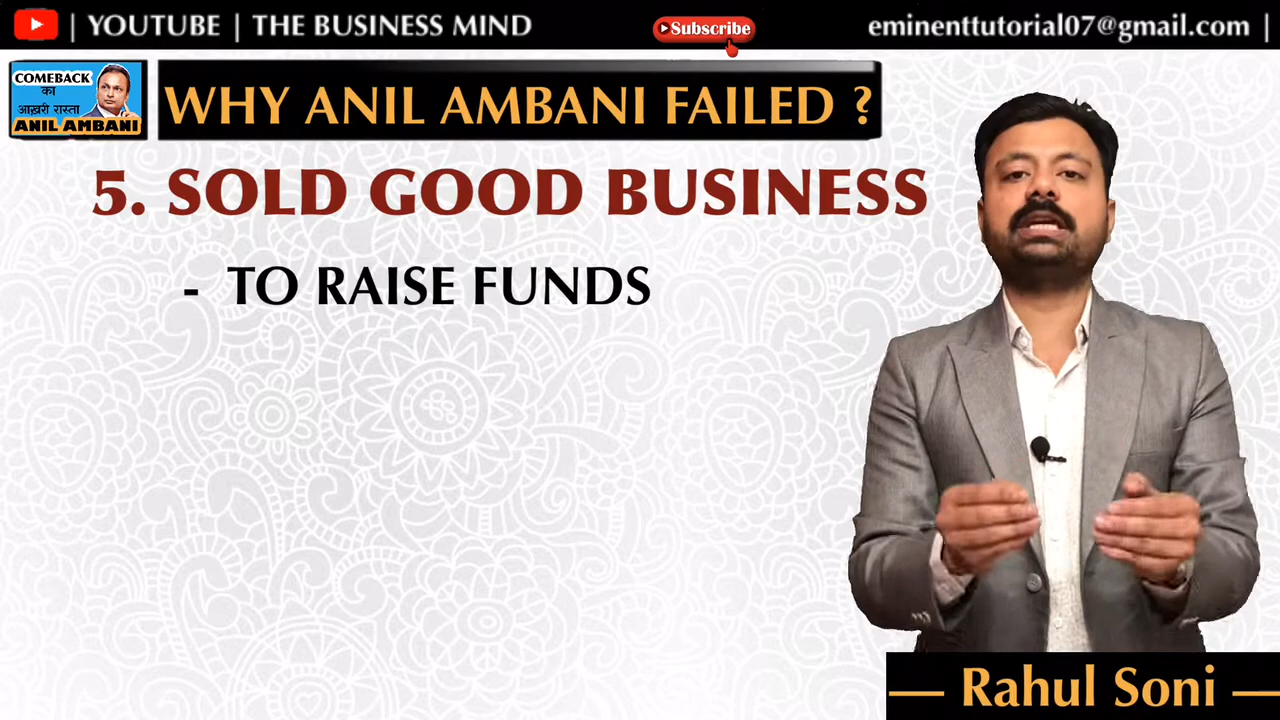 | YOUTUBE | THE BUSINESS MIND
Subscribe
eminenttutorial07@gmail.com |
COMEBACK
का
आख़री रास्ता
ANIL AMBANI
WHY ANIL AMBANI FAILED ?
5. SOLD GOOD BUSINESS
- TO RAISE FUNDS
— Rahul Soni —